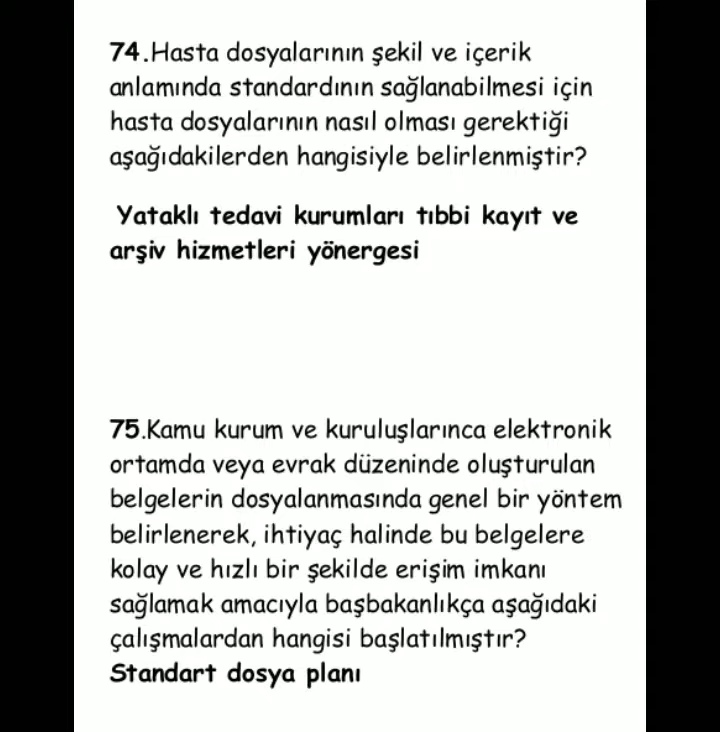 74.Hasta dosyalarının şekil ve içerik
anlamında standardının sağlanabilmesi için
hasta dosyalarının nasıl olması gerektiği
aşağıdakilerden hangisiyle belirlenmiştir?
Yataklı tedavi kurumları tıbbi kayıt ve
arşiv hizmetleri yönergesi
75.Kamu kurum ve kuruluşlarınca elektronik
ortamda veya evrak düzeninde oluşturulan
belgelerin dosyalanmasında genel bir yöntem
belirlenerek, ihtiyaç halinde bu belgelere
kolay ve hızlı bir şekilde erişim imkanı
sağlamak amacıyla başbakanlıkça aşağıdaki
çalışmalardan hangisi başlatılmıştır?
Standart dosya planı